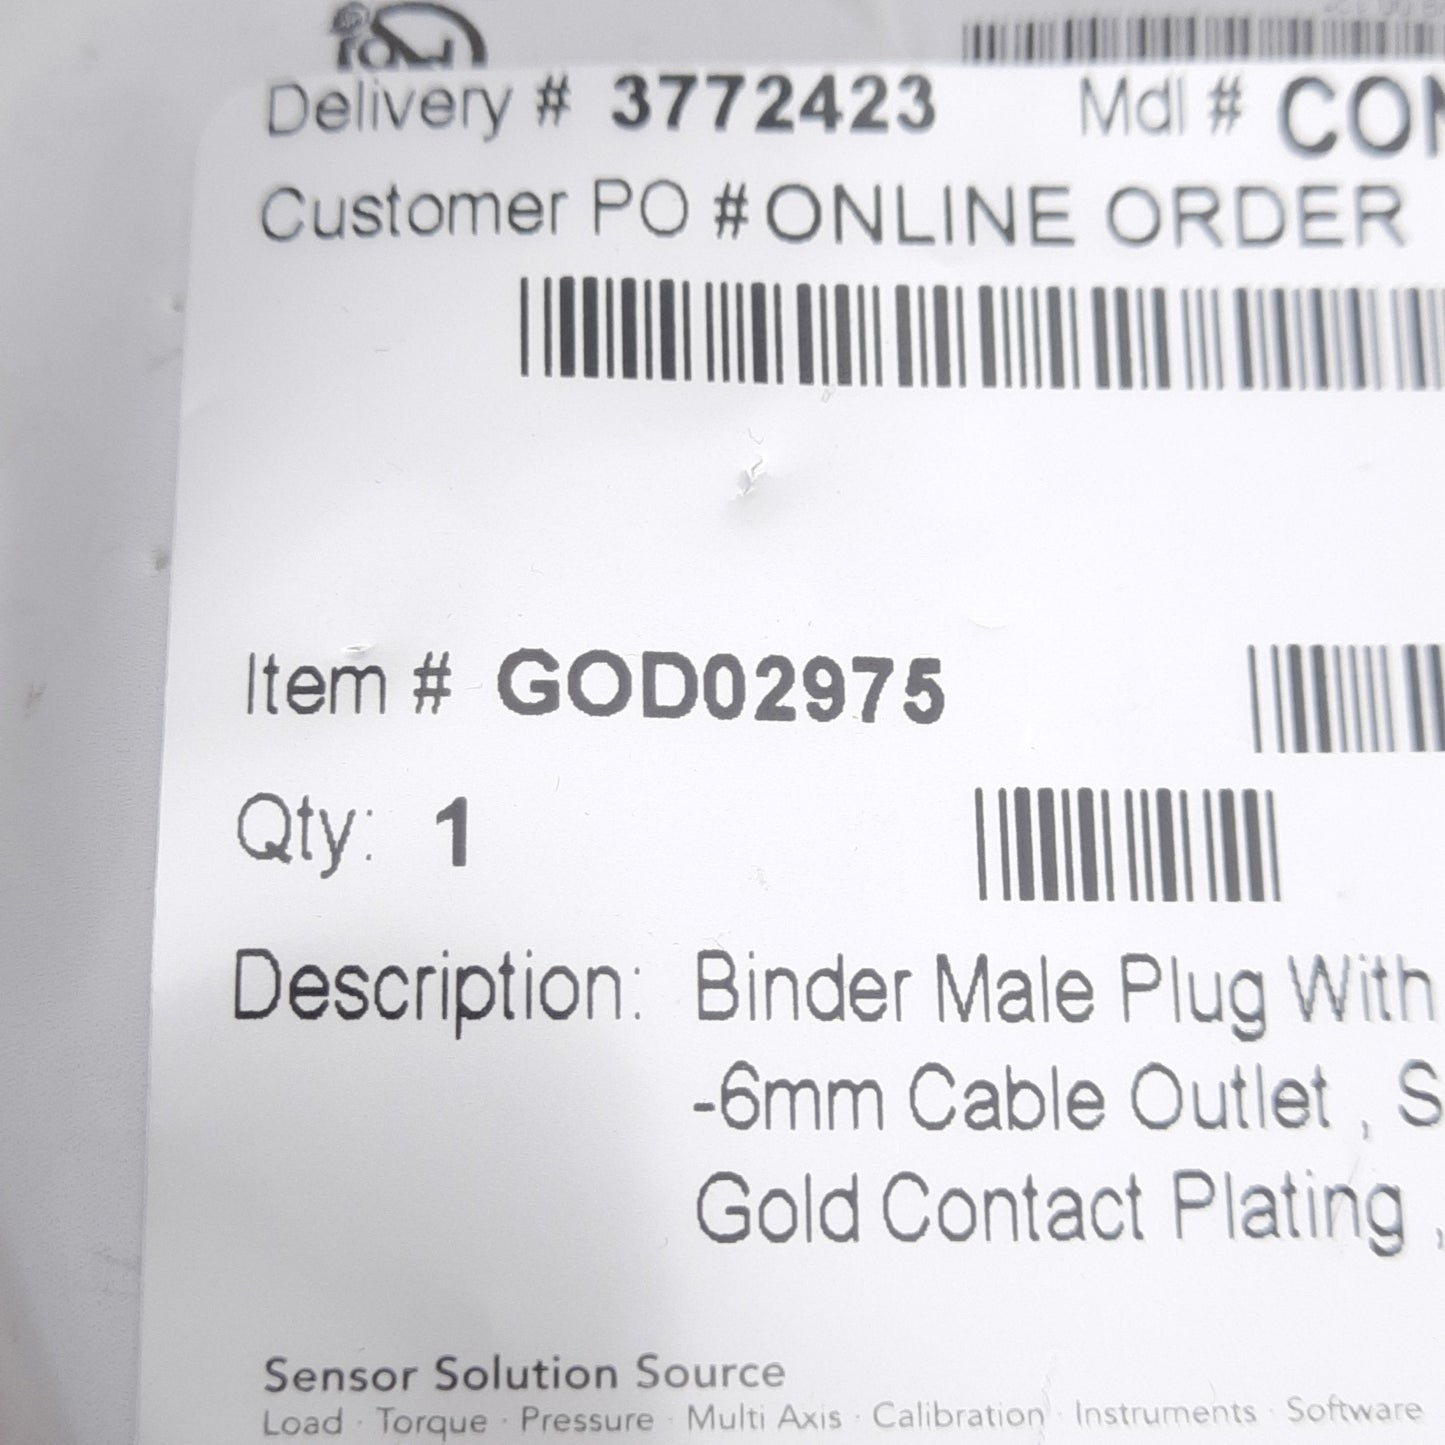 Delivery # 3772423 Mdl # CON
Customer PO # ONLINE ORDER
Item # GOD02975
Qty: 1
Description: Binder Male Plug With
-6mm Cable Outlet , S
Gold Contact Plating ,
Sensor Solution Source
Load · Torque · Pressure · Multi Axis · Calibration · Instruments · Software